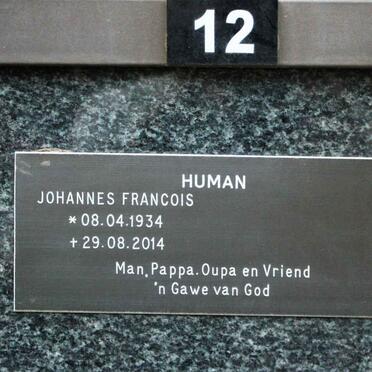 12
HUMAN
JOHANNES FRANCOIS
* 08.04.1934
+ 29.08.2014
Man, Pappa. Oupa en Vriend
'n Gawe van God